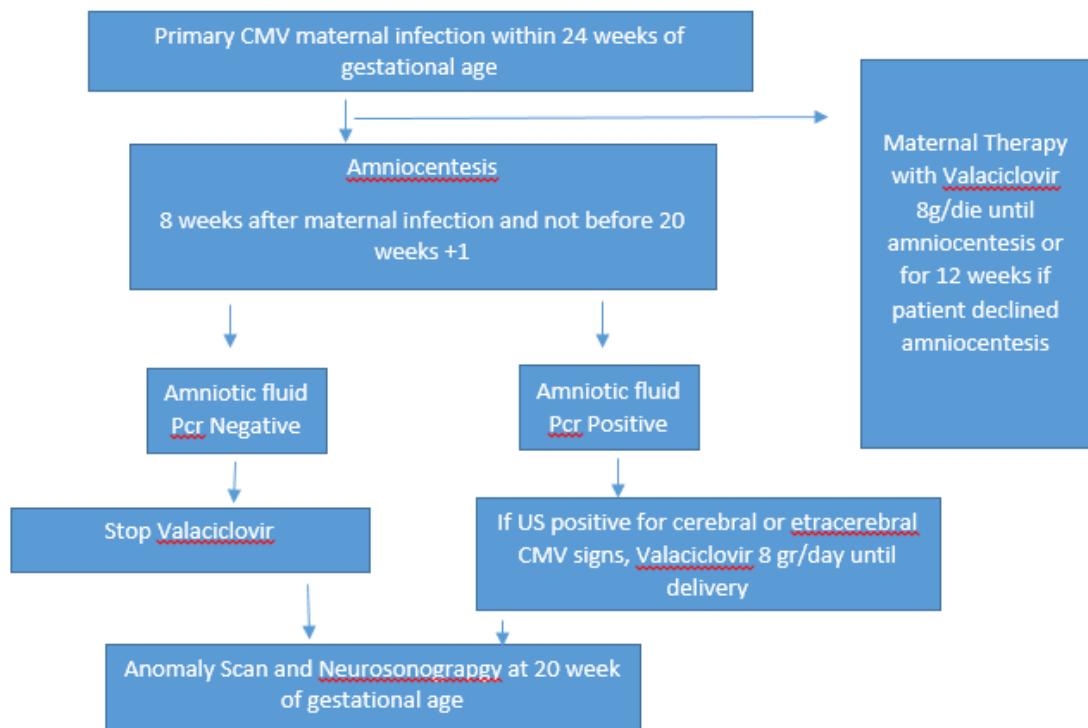 Primary CMV maternal infection within 24 weeks of
gestational age
Amniocentesis
8 weeks after maternal infection and not before 20
weeks +1
Maternal Therapy
with Valaciclovir
8g/die until
amniocentesis or
for 12 weeks if
patient declined
amniocentesis
Amniotic fluid
Pcr Negative
Amniotic fluid
Pcr Positive
Stop Valaciclovir
If US positive for cerebral or etracerebral
CMV signs, Valaciclovir 8 gr/day until
delivery
Anomaly Scan and Neurosonograpgy at 20 week
of gestational age